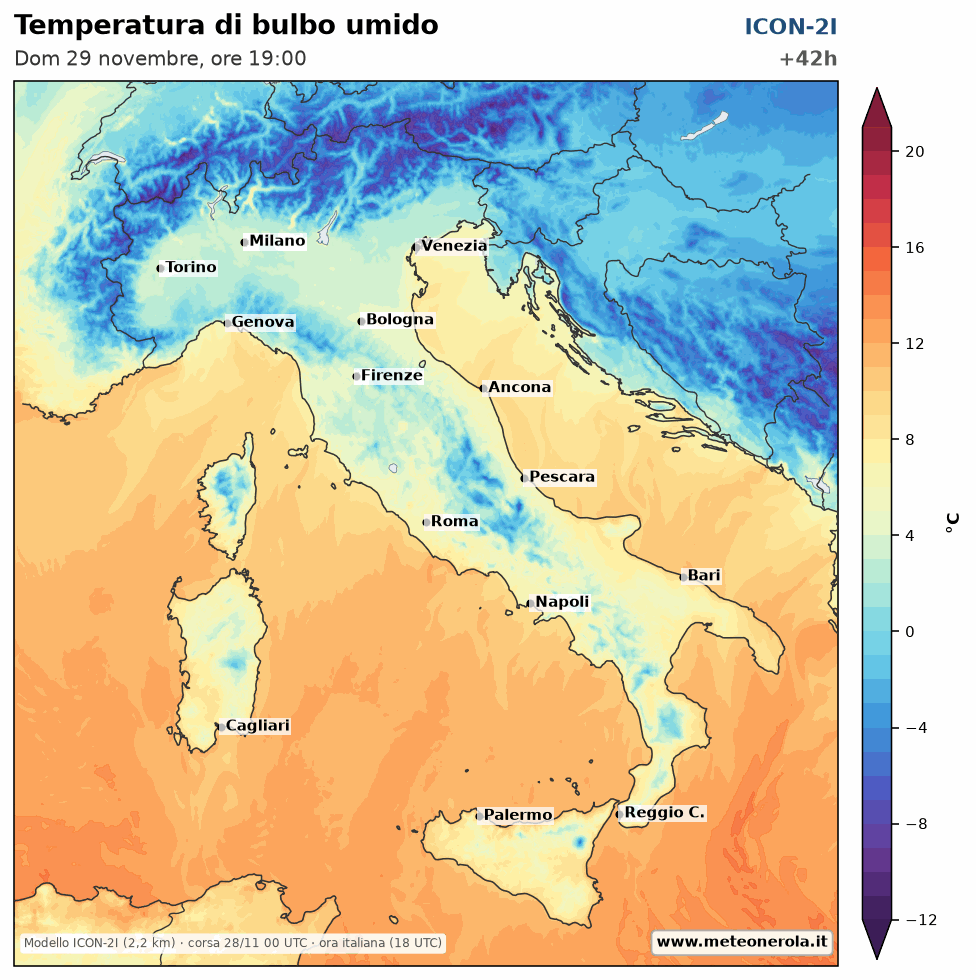 Temperatura di bulbo umido
ICON-2I
Dom 29 novembre, ore 19:00
+42h
Milano
Venezia
Torino
Genova
Bologna
Firenze
Ancona
Pescara
Roma
Bari
Napoli
Cagliari
Palermo
Reggio C.
20
16
12
8
4
0
−4
−8
−12
°C
Modello ICON-2I (2,2 km) · corsa 28/11 00 UTC · ora italiana (18 UTC)
www.meteonerola.it